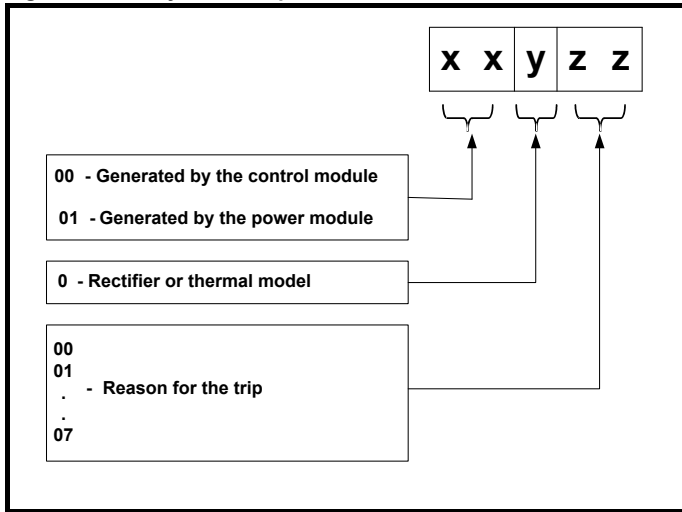 x x y z z
00 - Generated by the control module
01 - Generated by the power module
0 - Rectifier or thermal model
00
01
.
- Reason for the trip
.
07